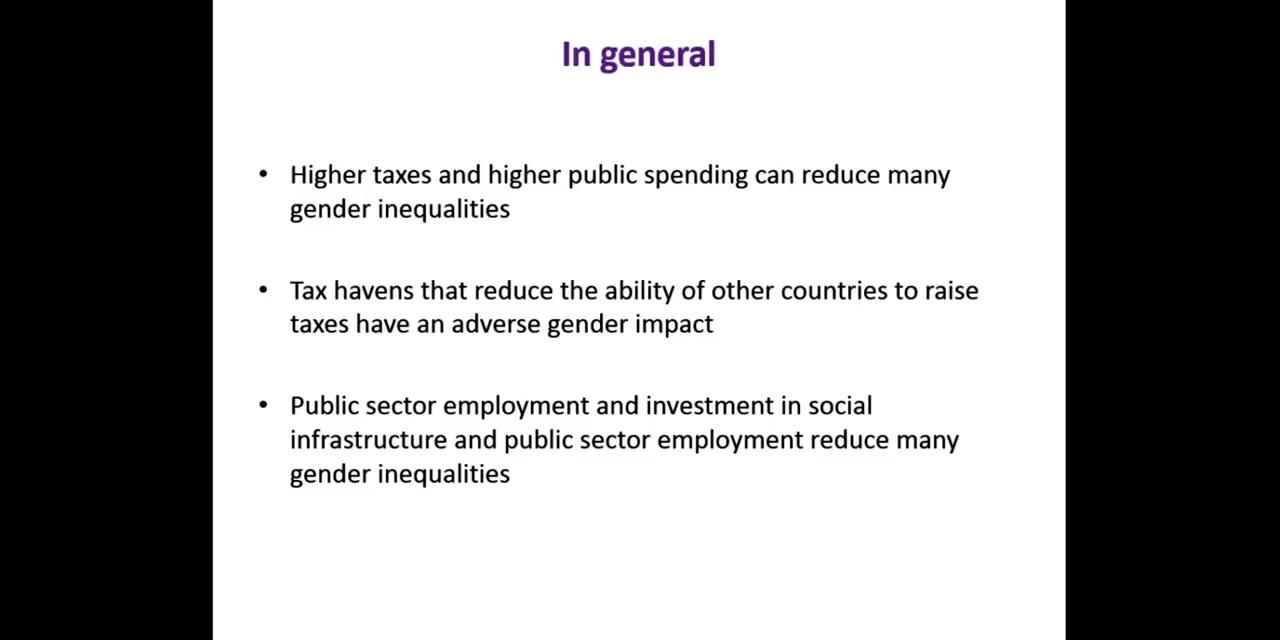 In general
• Higher taxes and higher public spending can reduce many
gender inequalities
• Tax havens that reduce the ability of other countries to raise
taxes have an adverse gender impact
• Public sector employment and investment in social
infrastructure and public sector employment reduce many
gender inequalities